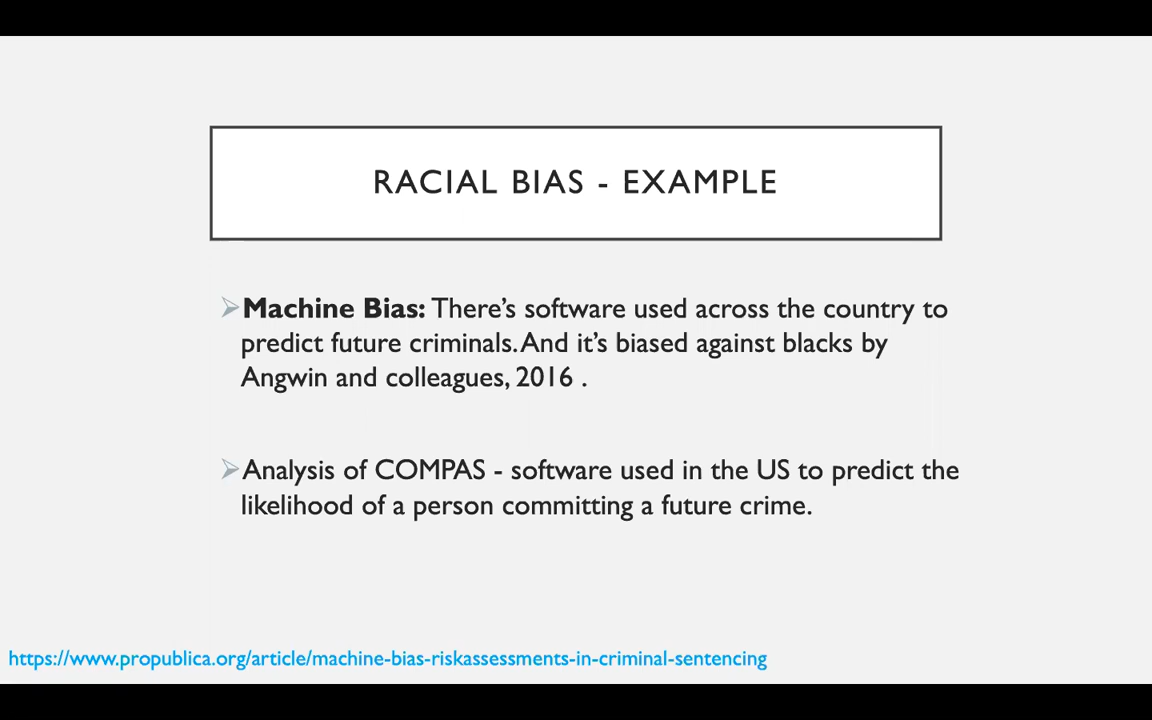 RACIAL BIAS - EXAMPLE
Machine Bias: There’s software used across the country to
predict future criminals. And it’s biased against blacks by
Angwin and colleagues, 2016 .
Analysis of COMPAS - software used in the US to predict the
likelihood of a person committing a future crime.
https://www.propublica.org/article/machine-bias-riskassessments-in-criminal-sentencing